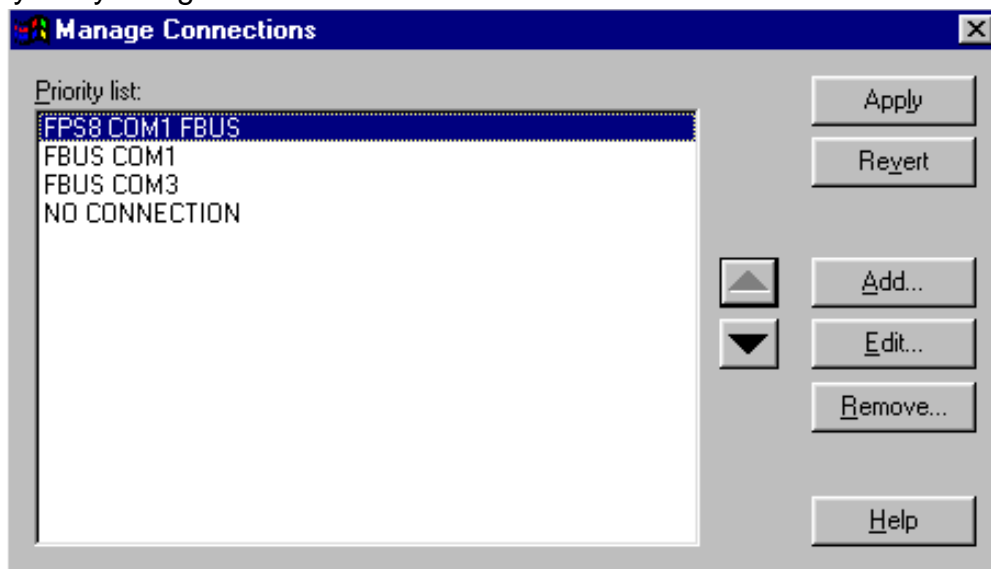 Manage Connections
Priority list:
FPS8 COM1 FBUS
FBUS COM1
FBUS COM3
NO CONNECTION
Apply
Revert
Add...
Edit...
Remove...
Help